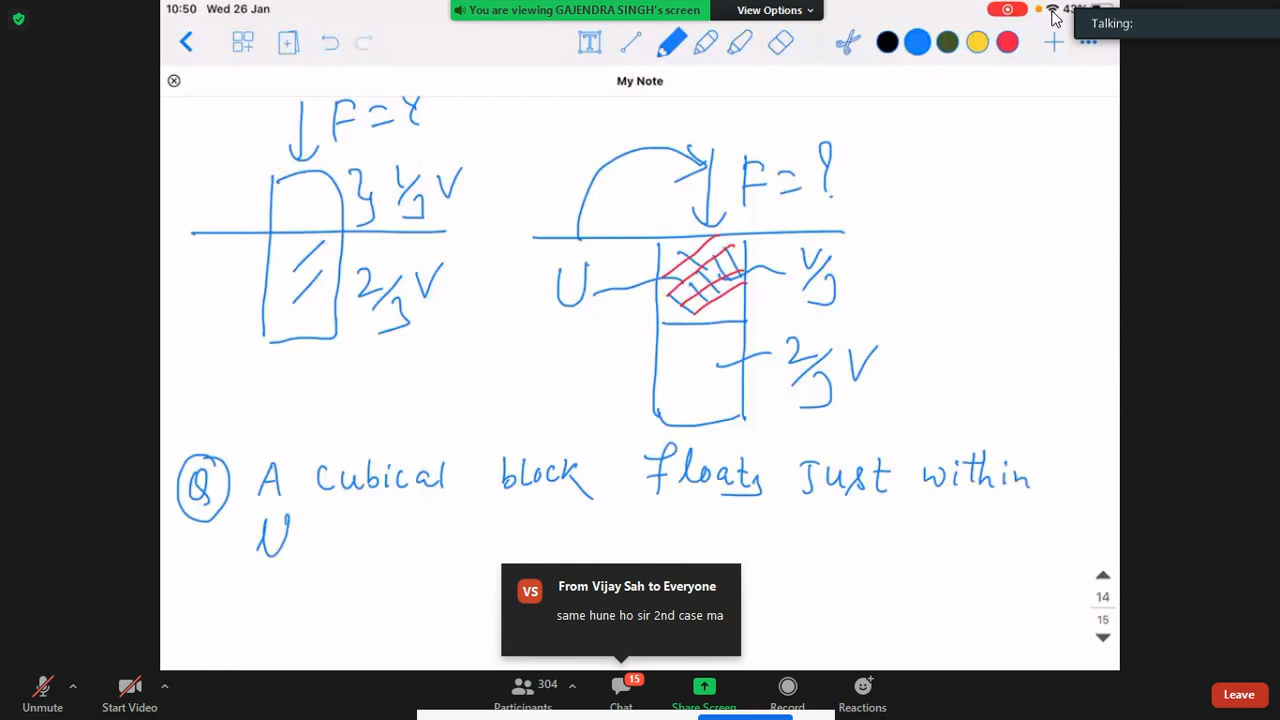 10:50 Wed 26 Jan
You are viewing GAJENDRA SINGH's screen
View Options
43%
Talking:
T
My Note
F = ?
1/3 V
2/3 V
F = ?
U
V/3
2/3 V
Q A cubical block floats Just within
VS
From Vijay Sah to Everyone
same hune ho sir 2nd case ma
14
15
Unmute
Start Video
304
Participants
15
Chat
Share Screen
Record
Reactions
Leave